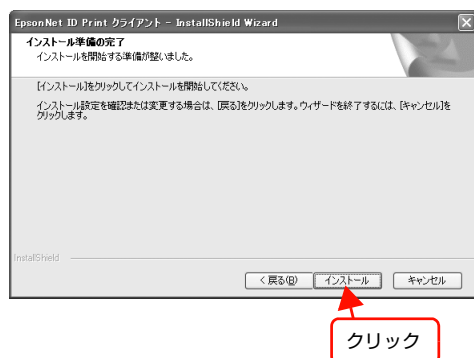 EpsonNet ID Print クライアント - InstallShield Wizard
インストール準備の完了
インストールを開始する準備が整いました。
[インストール]をクリックしてインストールを開始してください。
インストール設定を確認または変更する場合は、[戻る]をクリックします。ウィザードを終了するには、[キャンセル]を
クリックします。
InstallShield
< 戻る(B) インストール キャンセル
クリック